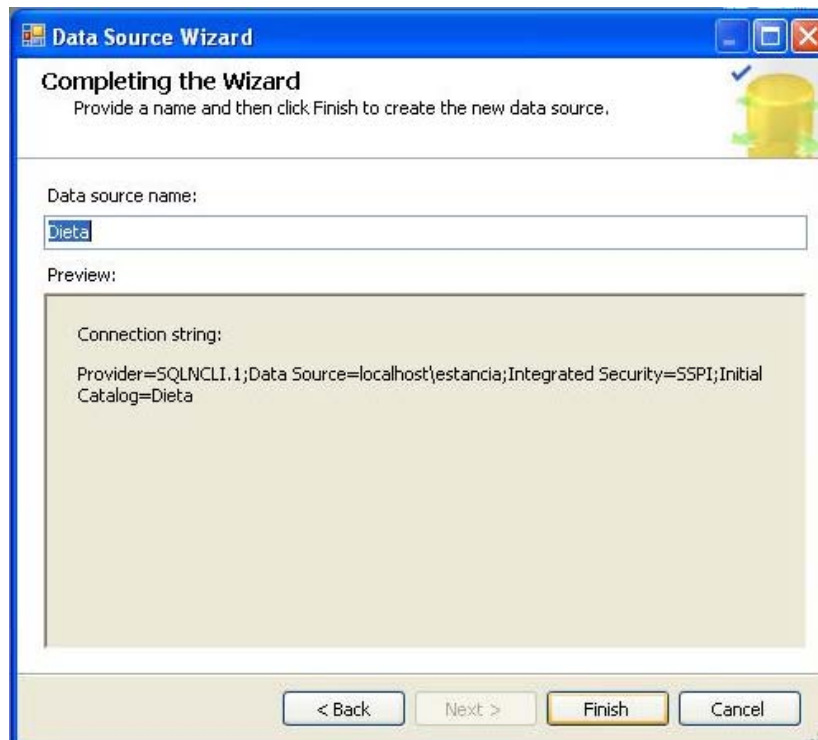 Data Source Wizard
Completing the Wizard
Provide a name and then click Finish to create the new data source.
Data source name:
Dieta
Preview:
Connection string:
Provider=SQLNCLI.1;Data Source=localhost\estancia;Integrated Security=SSPI;Initial
Catalog=Dieta
< Back Next > Finish Cancel